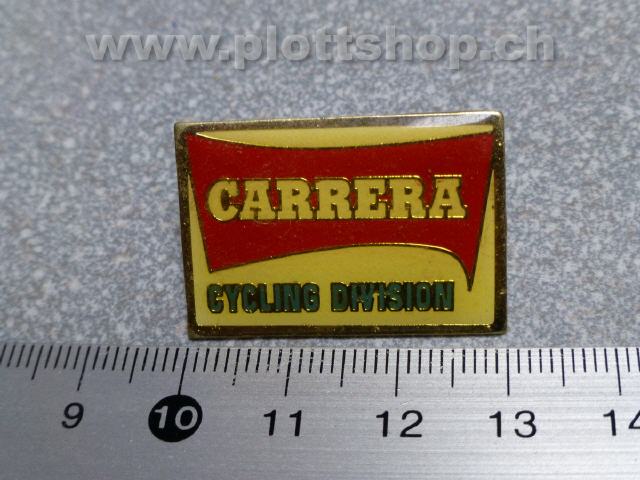 www.plottshop.ch
CARRERA
CYCLING DIVISION
9 10 11 12 13 14